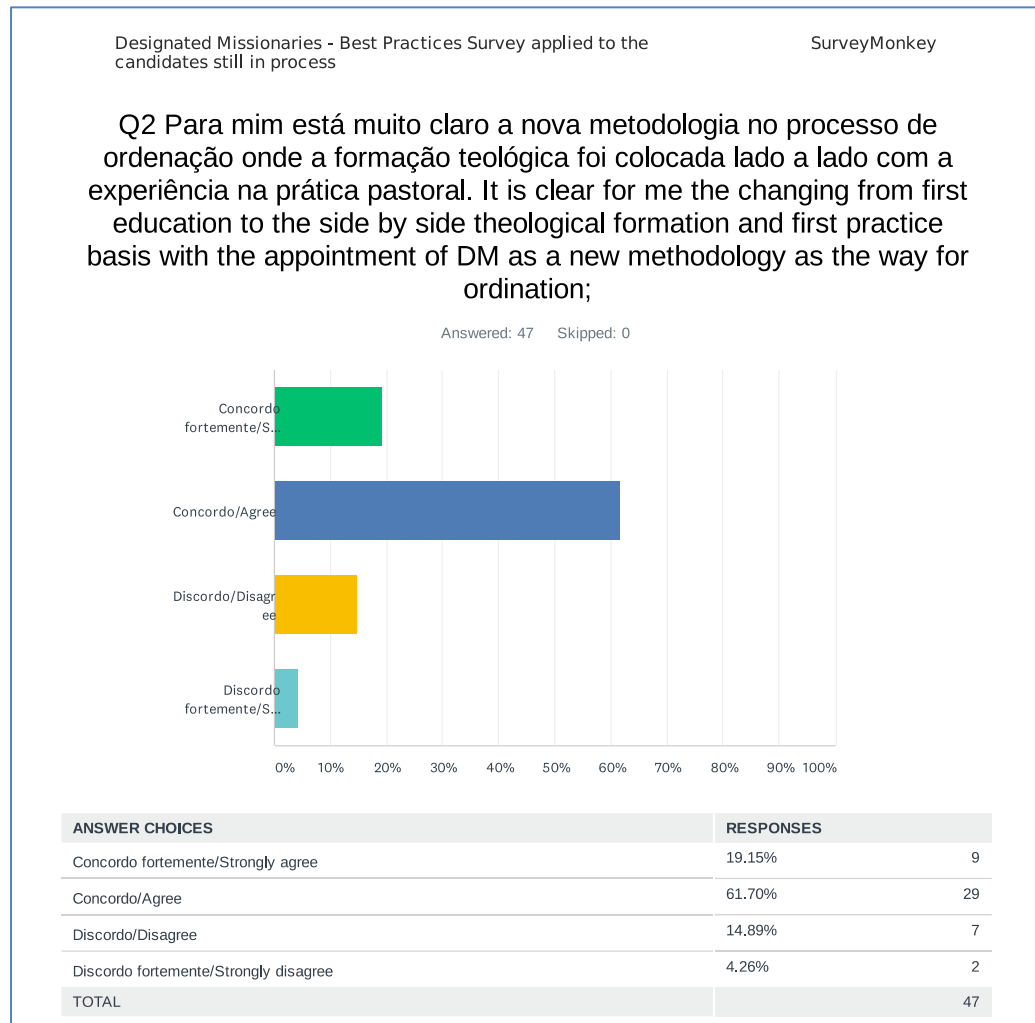 Designated Missionaries - Best Practices Survey applied to the
candidates still in process
SurveyMonkey
Q2 Para mim está muito claro a nova metodologia no processo de
ordenação onde a formação teológica foi colocada lado a lado com a
experiência na prática pastoral. It is clear for me the changing from first
education to the side by side theological formation and first practice
basis with the appointment of DM as a new methodology as the way for
ordination;
Answered: 47 Skipped: 0
Concordo
fortemente/S...
Concordo/Agree
Discordo/Disagr
ee
Discordo
fortemente/S...
0% 10% 20% 30% 40% 50% 60% 70% 80% 90% 100%
ANSWER CHOICES RESPONSES
Concordo fortemente/Strongly agree 19.15% 9
Concordo/Agree 61.70% 29
Discordo/Disagree 14.89% 7
Discordo fortemente/Strongly disagree 4.26% 2
TOTAL 47